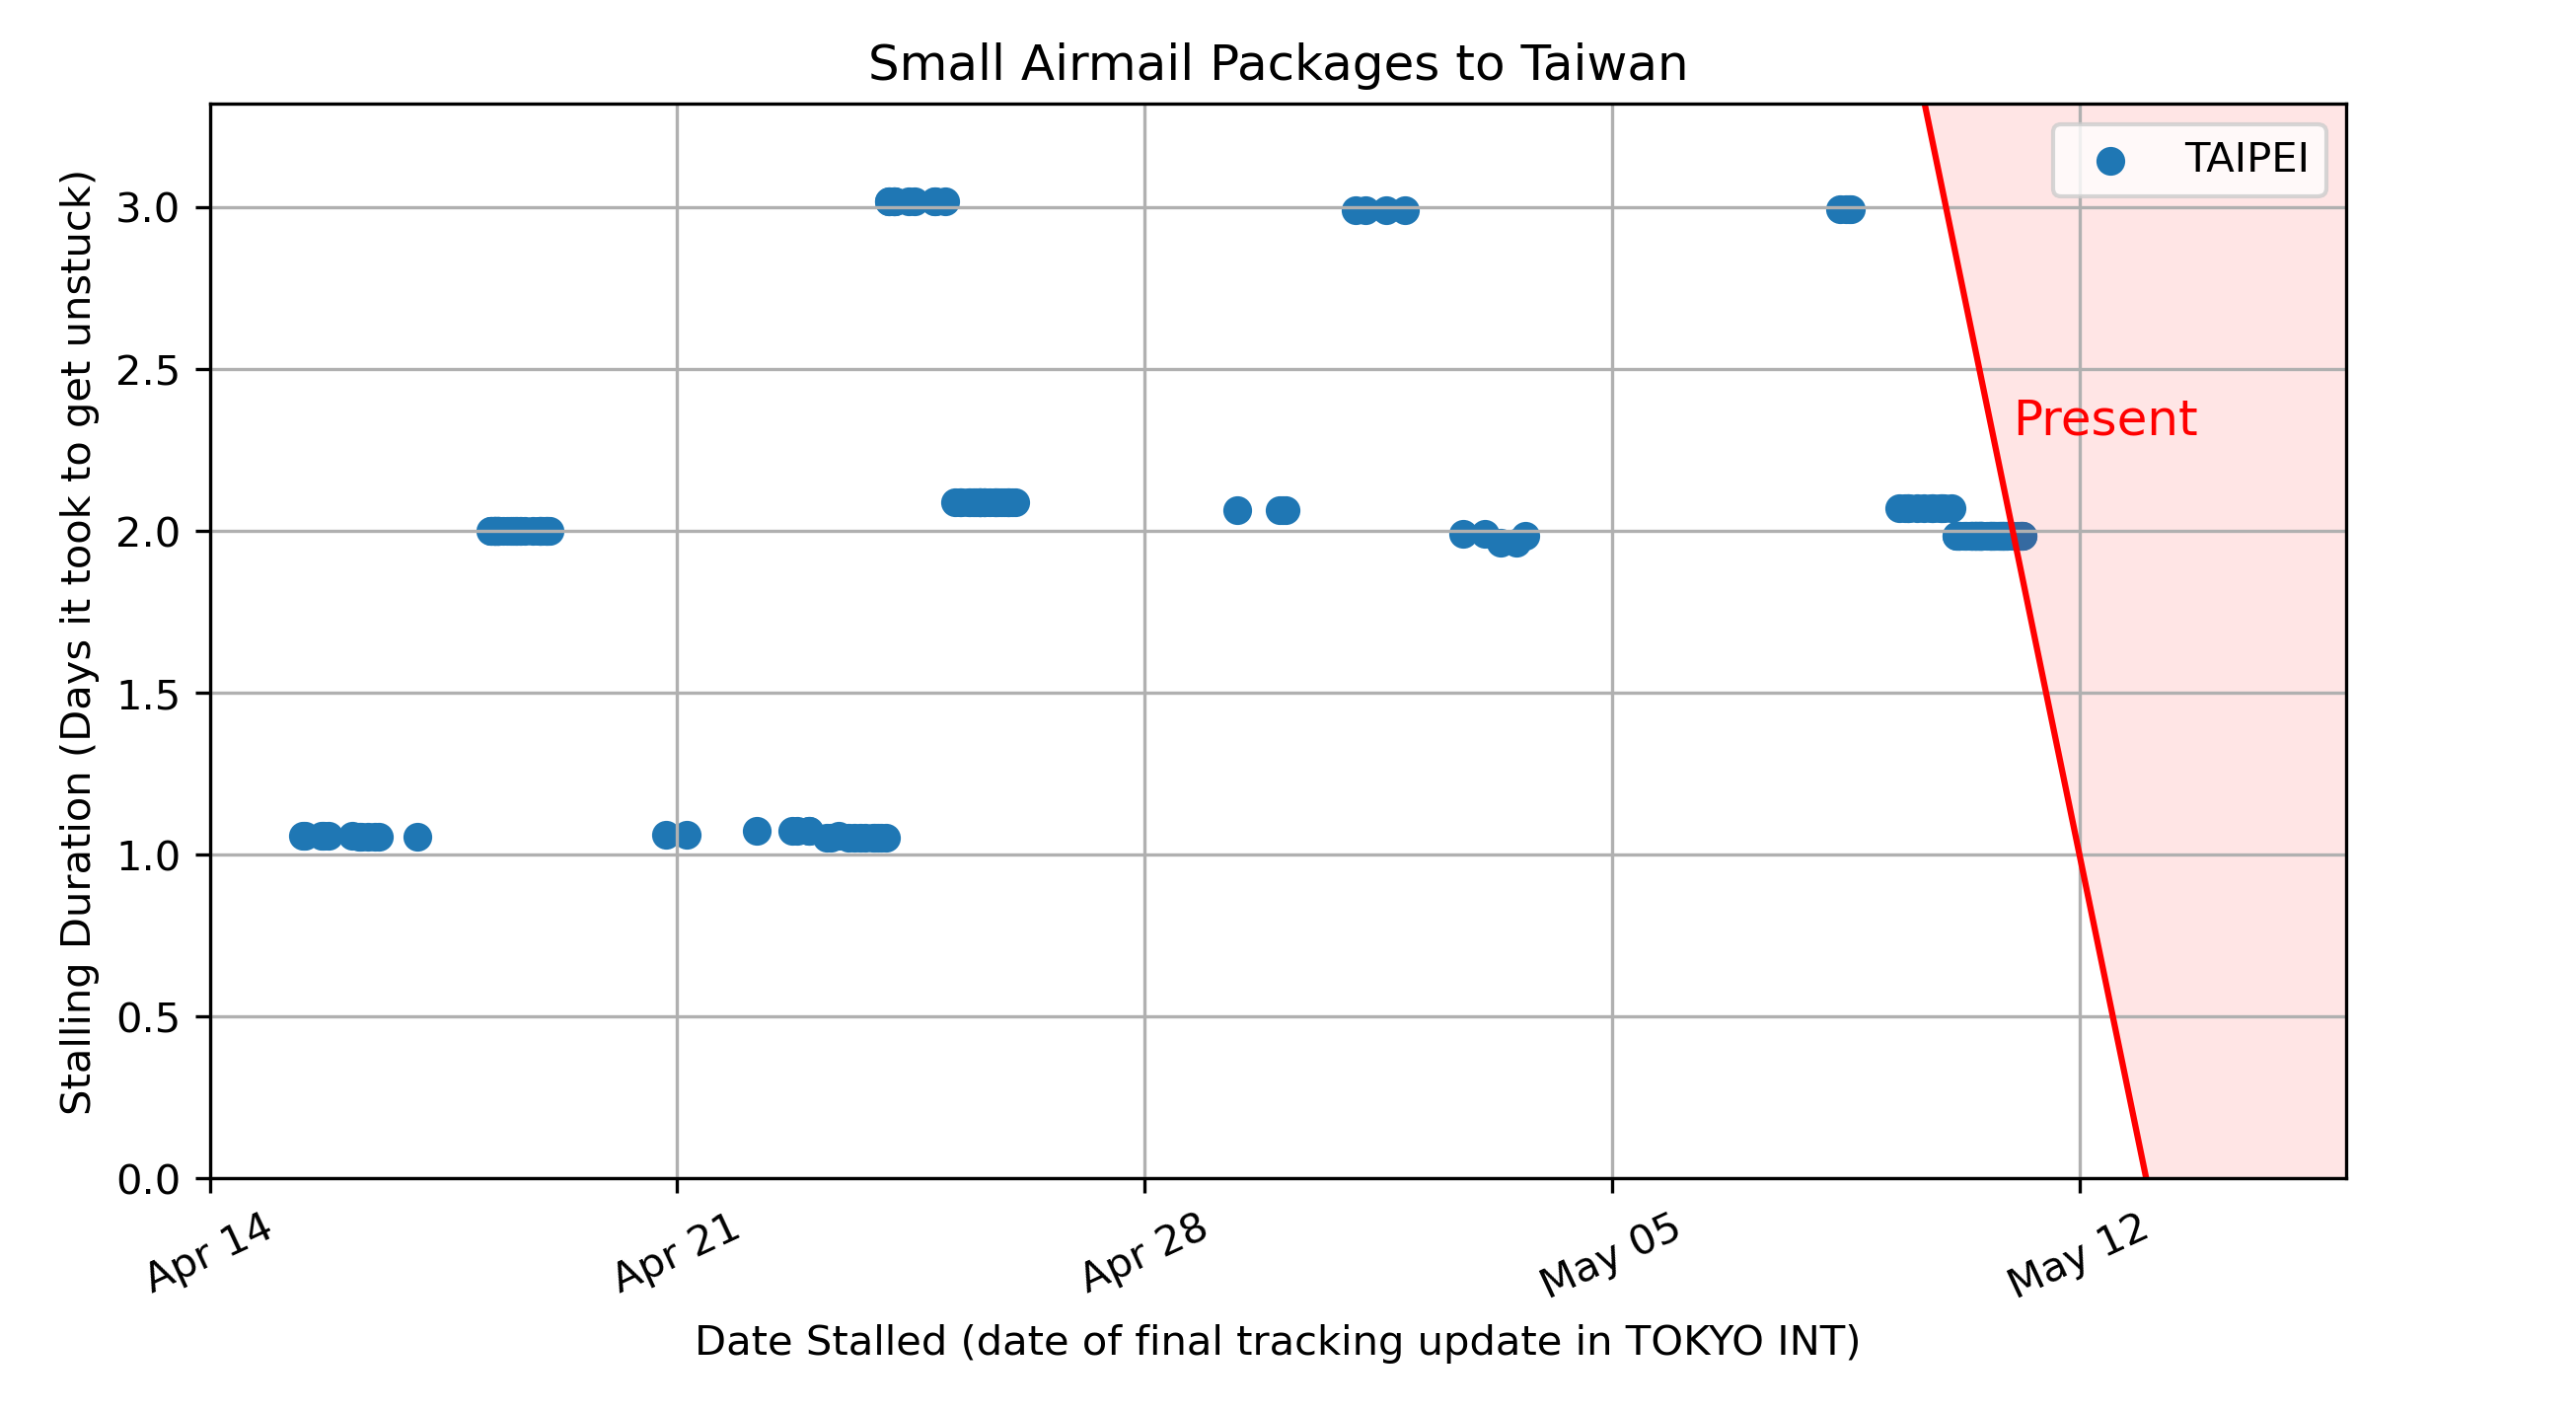 Small Airmail Packages to Taiwan
TAIPEI
Present
Stalling Duration (Days it took to get unstuck)
3.0
2.5
2.0
1.5
1.0
0.5
0.0
Apr 14
Apr 21
Apr 28
May 05
May 12
Date Stalled (date of final tracking update in TOKYO INT)